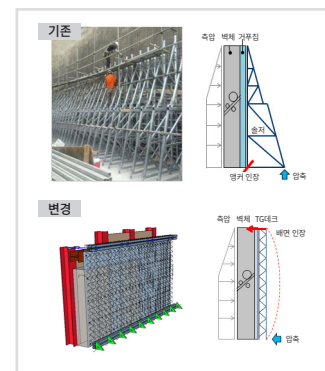 기존
측압 벽체 거푸집
솔저
앵커 인장
압축
변경
측압 벽체 TG데크
배면 인장
압축